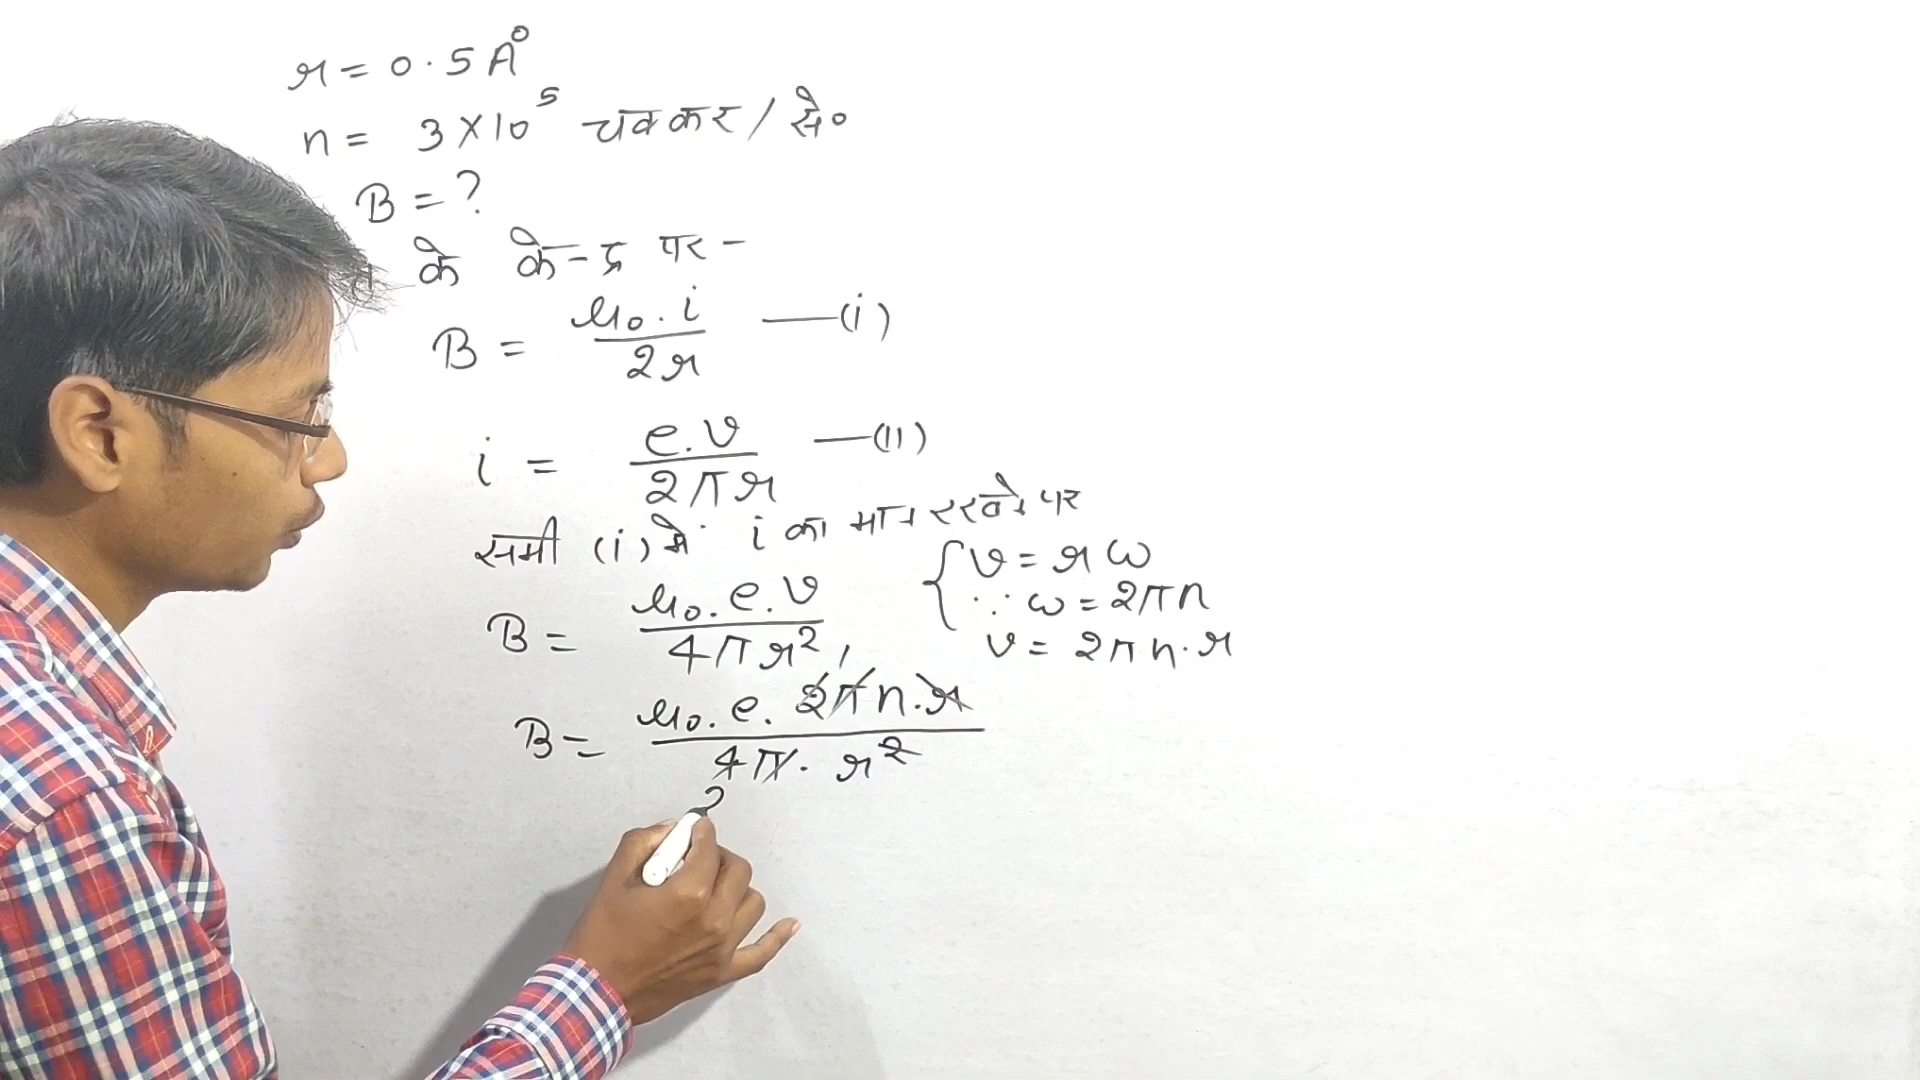 r = 0.5 A⁰
n = 3×10⁵ चक्कर / से०
B = ?
के केन्द्र पर -
B = μ₀.i / 2r —(i)
i = e.v / 2πr —(II)
समी (i) में i का मान रखने पर
B = μ₀.e.v / 4πr²,
{ v = rω
∵ ω = 2πn
v = 2πn.r
B = μ₀.e.2πn.r / 4π.r²
2